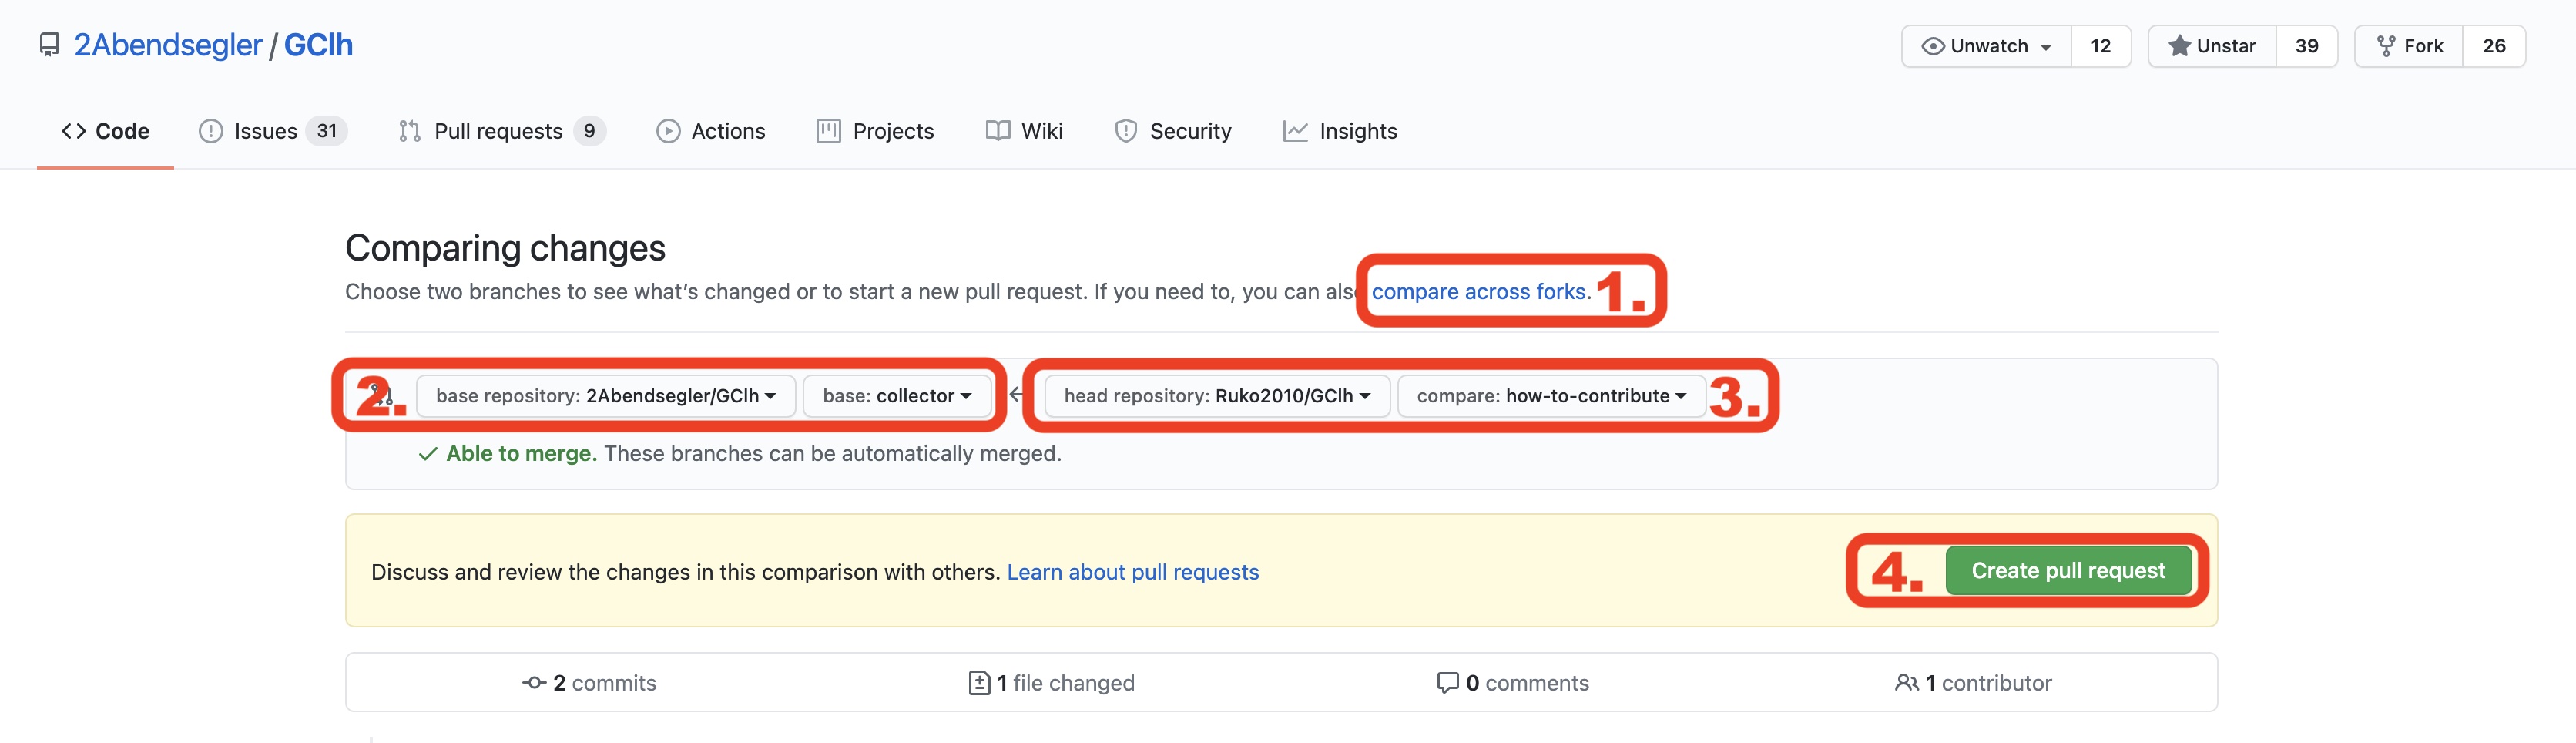 2Abendsegler / GClh
Unwatch 12 Unstar 39 Fork 26
Code Issues 31 Pull requests 9 Actions Projects Wiki Security Insights
Comparing changes
Choose two branches to see what's changed or to start a new pull request. If you need to, you can also compare across forks. 1.
2. base repository: 2Abendsegler/GClh base: collector head repository: Ruko2010/GClh compare: how-to-contribute 3.
Able to merge. These branches can be automatically merged.
Discuss and review the changes in this comparison with others. Learn about pull requests 4. Create pull request
2 commits 1 file changed 0 comments 1 contributor